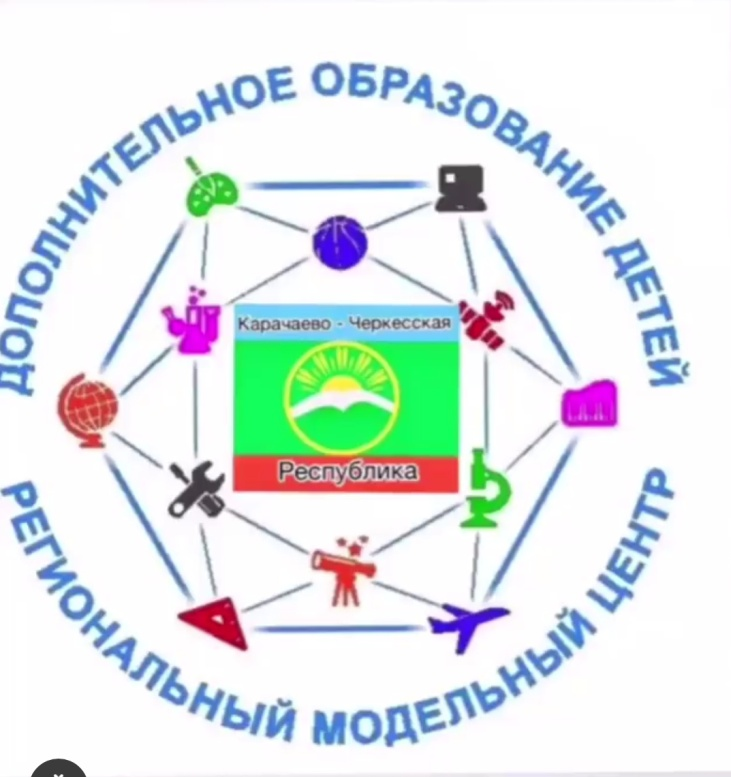 ДОПОЛНИТЕЛЬНОЕ ОБРАЗОВАНИЕ ДЕТЕЙ
Карачаево - Черкесская
Республика
РЕГИОНАЛЬНЫЙ МОДЕЛЬНЫЙ ЦЕНТР